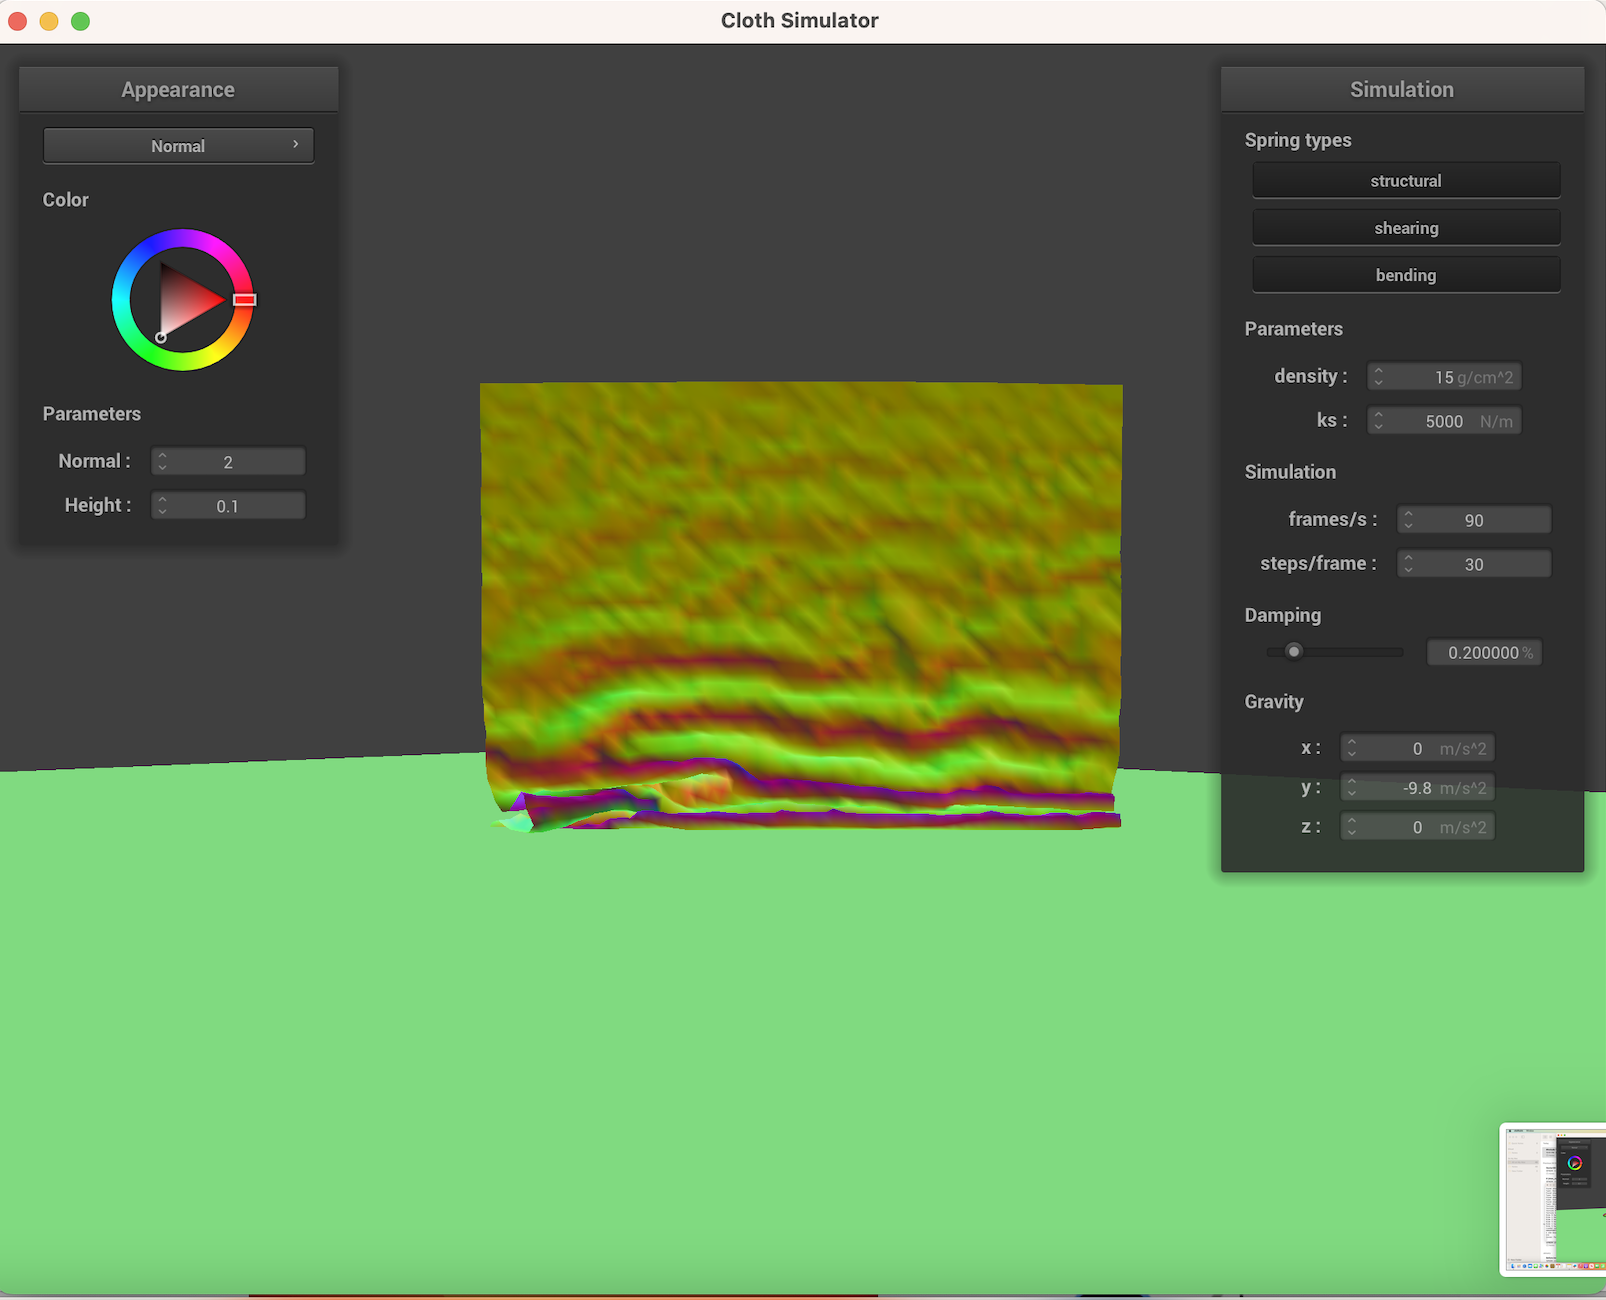 Cloth Simulator
Appearance
Normal
Color
Parameters
Normal : 2
Height : 0.1
Simulation
Spring types
structural
shearing
bending
Parameters
density : 15 g/cm^2
ks : 5000 N/m
Simulation
frames/s : 90
steps/frame : 30
Damping
0.200000 %
Gravity
x : 0 m/s^2
y : -9.8 m/s^2
z : 0 m/s^2